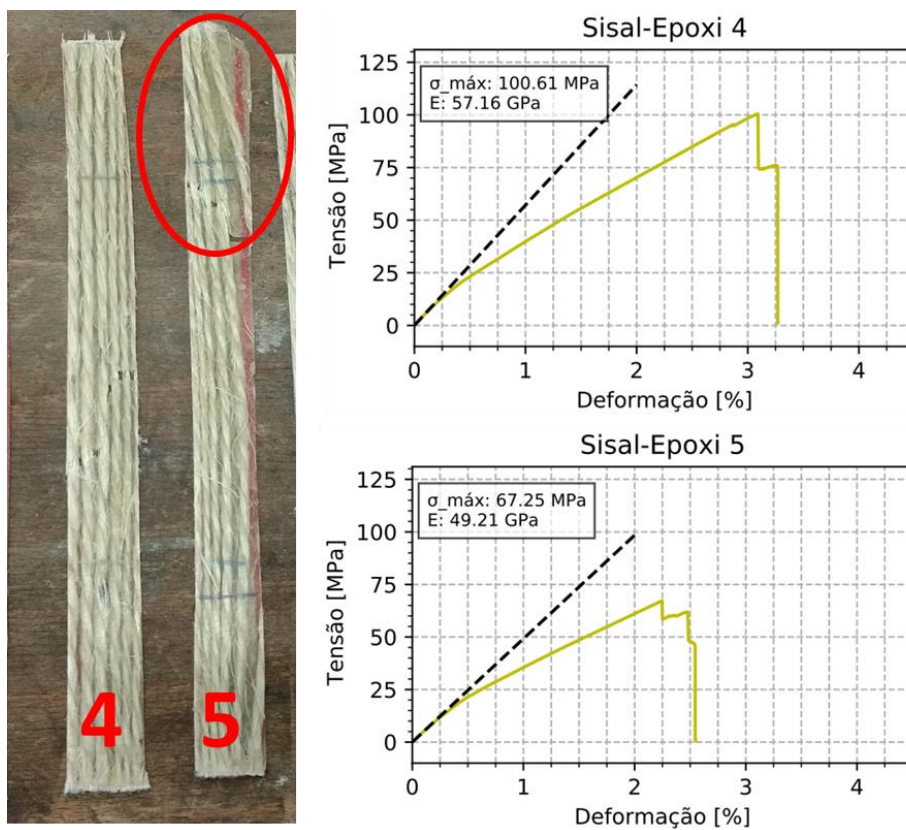 4
5
Sisal-Epoxi 4
σ_máx: 100.61 MPa
E: 57.16 GPa
Tensão [MPa]
125
100
75
50
25
0
0 1 2 3 4
Deformação [%]
Sisal-Epoxi 5
σ_máx: 67.25 MPa
E: 49.21 GPa
Tensão [MPa]
125
100
75
50
25
0
0 1 2 3 4
Deformação [%]